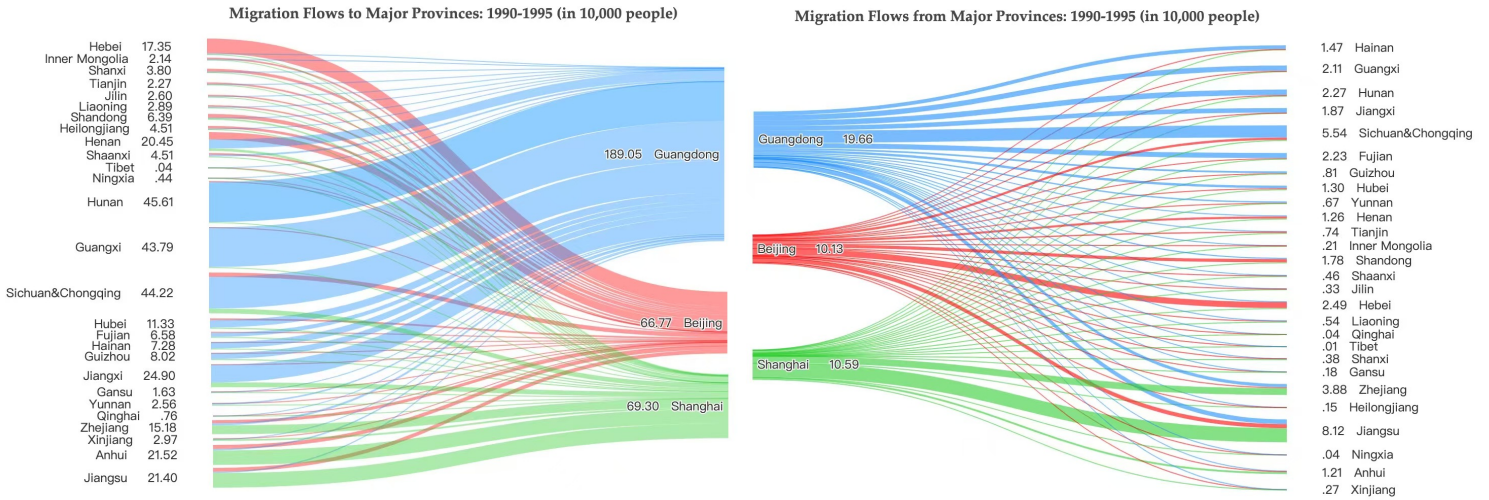 Migration Flows to Major Provinces: 1990-1995 (in 10,000 people)
Hebei 17.35
Inner Mongolia 2.14
Shanxi 3.80
Tianjin 2.27
Jilin 2.60
Liaoning 2.89
Shandong 6.39
Heilongjiang 4.51
Henan 20.45
Shaanxi 4.51
Tibet .04
Ningxia .44
Hunan 45.61
Guangxi 43.79
Sichuan&Chongqing 44.22
Hubei 11.33
Fujian 6.58
Hainan 7.28
Guizhou 8.02
Jiangxi 24.90
Gansu 1.63
Yunnan 2.56
Qinghai .76
Zhejiang 15.18
Xinjiang 2.97
Anhui 21.52
Jiangsu 21.40
189.05 Guangdong
66.77 Beijing
69.30 Shanghai
Migration Flows from Major Provinces: 1990-1995 (in 10,000 people)
Guangdong 19.66
Beijing 10.13
Shanghai 10.59
1.47 Hainan
2.11 Guangxi
2.27 Hunan
1.87 Jiangxi
5.54 Sichuan&Chongqing
2.23 Fujian
.81 Guizhou
1.30 Hubei
.67 Yunnan
1.26 Henan
.74 Tianjin
.21 Inner Mongolia
1.78 Shandong
.46 Shaanxi
.33 Jilin
2.49 Hebei
.54 Liaoning
.04 Qinghai
.01 Tibet
.38 Shanxi
.18 Gansu
3.88 Zhejiang
.15 Heilongjiang
8.12 Jiangsu
.04 Ningxia
1.21 Anhui
.27 Xinjiang